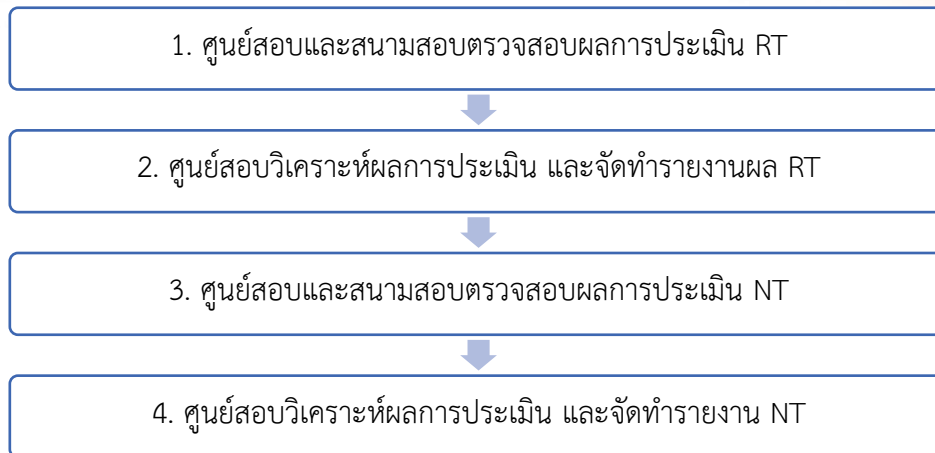 1. ศูนย์สอบและสนามสอบตรวจสอบผลการประเมิน RT
2. ศูนย์สอบวิเคราะห์ผลการประเมิน และจัดทำรายงานผล RT
3. ศูนย์สอบและสนามสอบตรวจสอบผลการประเมิน NT
4. ศูนย์สอบวิเคราะห์ผลการประเมิน และจัดทำรายงาน NT